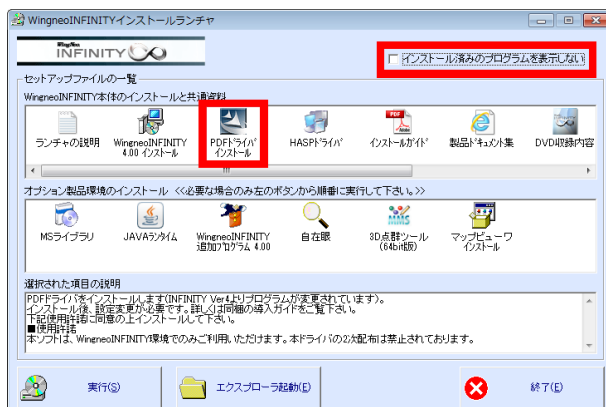 WingneoINFINITYインストールランチャ
WingNeo
INFINITY
インストール済みのプログラムを表示しない
セットアップファイルの一覧
WingneoINFINITY本体のインストールと共通資料
ランチャの説明
WingneoINFINITY
4.00 インストール
PDFドライバ
インストール
HASPドライバ
インストールガイド
製品ドキュメント集
DVD収録内容
オプション製品環境のインストール <<必要な場合のみ左のボタンから順番に実行して下さい。>>
MSライブラリ
JAVAランタイム
WingneoINFINITY
追加プログラム 4.00
自在眼
3D点群ツール
(64bit版)
マップビューワ
インストール
選択された項目の説明
PDFドライバをインストールします(INFINITY Ver4よりプログラムが変更されています)。
インストール後、設定変更が必要です。詳しくは同梱の導入ガイドをご覧下さい。
下記使用許諾に同意の上インストールして下さい。
■使用許諾
本ソフトは、WingneoINFINITY環境でのみご利用いただけます。本ドライバの2次配布は禁止されております。
実行(S)
エクスプローラ起動(E)
終了(E)